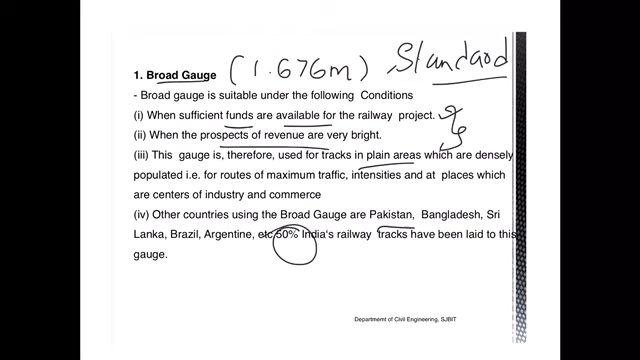 (1.676m) Standard
1. Broad Gauge
- Broad gauge is suitable under the following Conditions
(i) When sufficient funds are available for the railway project.
(ii) When the prospects of revenue are very bright.
(iii) This gauge is, therefore, used for tracks in plain areas which are densely
populated i.e. for routes of maximum traffic, intensities and at places which
are centers of industry and commerce
(iv) Other countries using the Broad Gauge are Pakistan, Bangladesh, Sri
Lanka, Brazil, Argentine, etc 50% India's railway tracks have been laid to this
gauge.
Departmemt of Civil Engineering, SJBIT